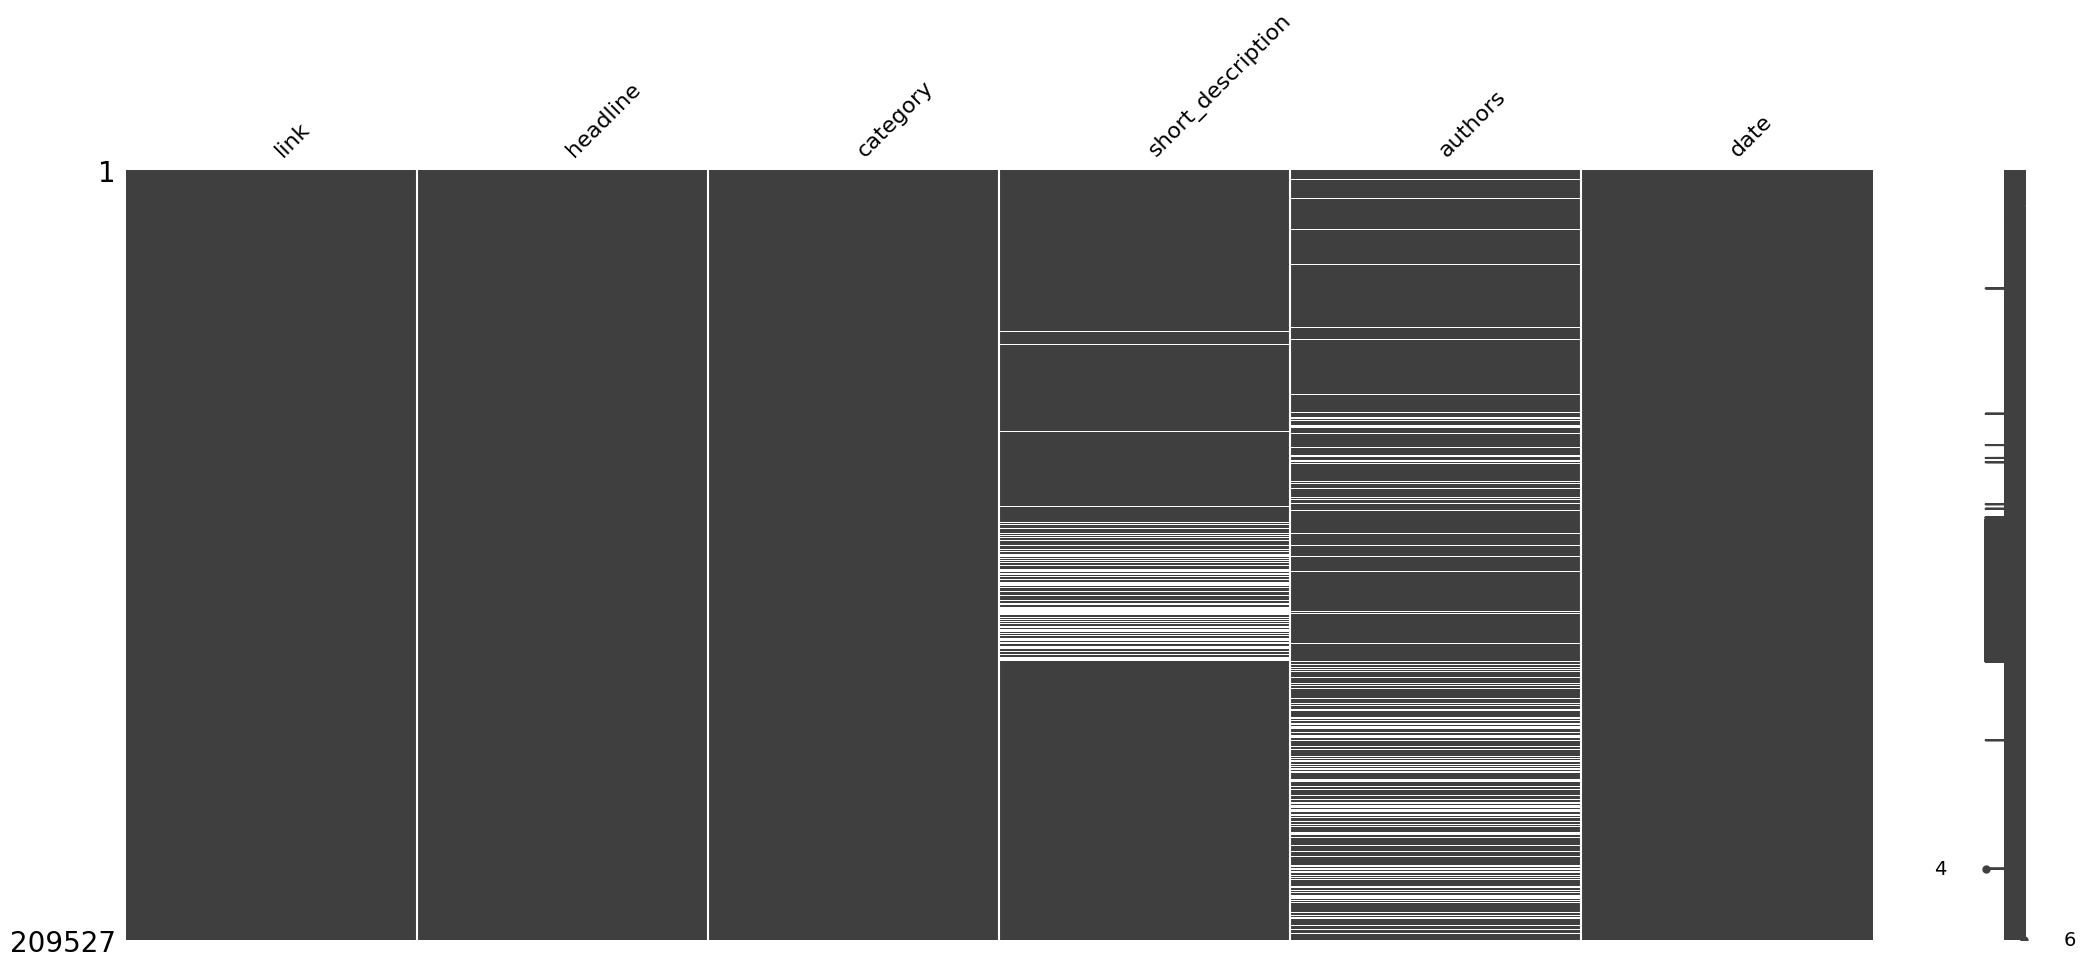 link
headline
category
short_description
authors
date
1
4
209527
6